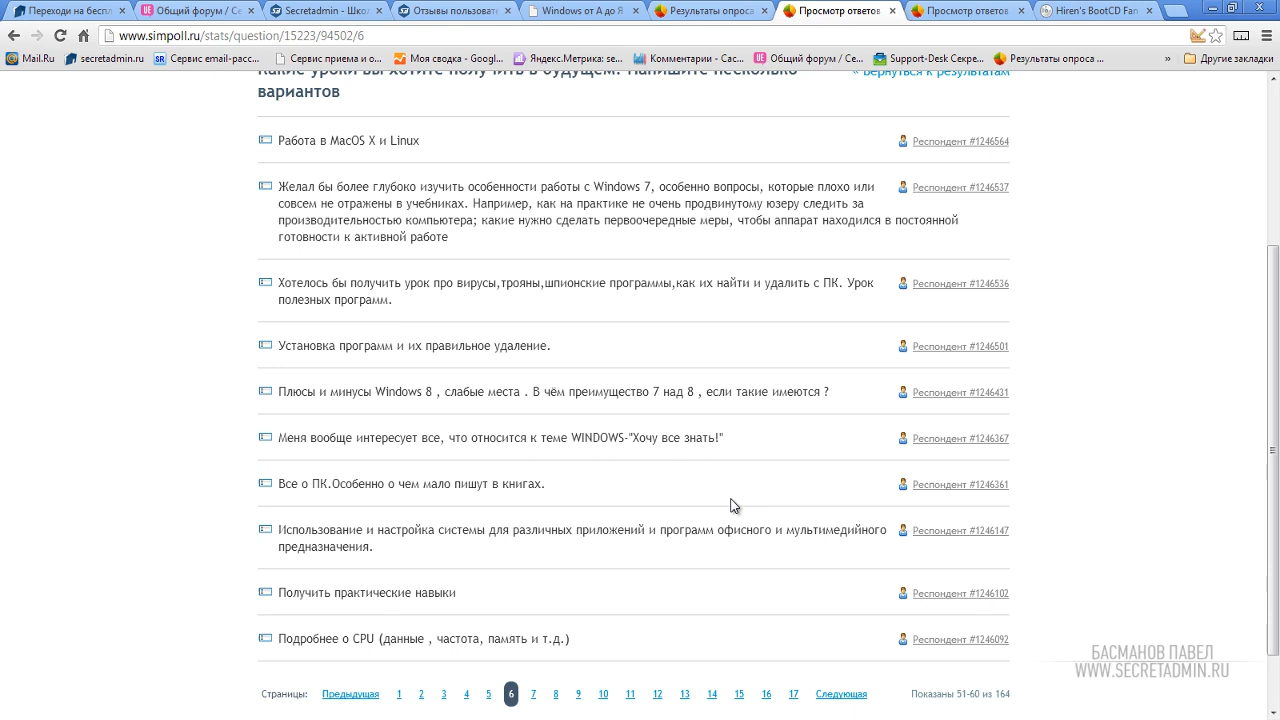 Переходи на беспл
Общий форум / Се
Secretadmin - Шко
Отзывы пользовате
Windows от А до Я
Результаты опроса
Просмотр ответов
Просмотр ответов
Hiren's BootCD Fan
www.simpoll.ru/stats/question/15223/94502/6
Mail.Ru
secretadmin.ru
Сервис email-расс...
Сервис приема и о...
Моя сводка - Googl...
Яндекс.Метрика: se...
Комментарии - Сас...
Общий форум / Се...
Support-Desk Секре...
Результаты опроса ...
»
Другие закладки
Какие уроки вы хотите получить в будущем? Напишите несколько
вариантов
« Вернуться к результатам
Работа в MacOS X и Linux
Респондент #1246564
Желал бы более глубоко изучить особенности работы с Windows 7, особенно вопросы, которые плохо или
Респондент #1246537
совсем не отражены в учебниках. Например, как на практике не очень продвинутому юзеру следить за
производительностью компьютера; какие нужно сделать первоочередные меры, чтобы аппарат находился в постоянной
готовности к активной работе
Хотелось бы получить урок про вирусы,трояны,шпионские программы,как их найти и удалить с ПК. Урок
Респондент #1246536
полезных программ.
Установка программ и их правильное удаление.
Респондент #1246501
Плюсы и минусы Windows 8 , слабые места . В чём преимущество 7 над 8 , если такие имеются ?
Респондент #1246431
Меня вообще интересует все, что относится к теме WINDOWS-"Хочу все знать!"
Респондент #1246367
Все о ПК.Особенно о чем мало пишут в книгах.
Респондент #1246361
Использование и настройка системы для различных приложений и программ офисного и мультимедийного
Респондент #1246147
предназначения.
Получить практические навыки
Респондент #1246102
Подробнее о CPU (данные , частота, память и т.д.)
Респондент #1246092
Страницы: Предыдущая 1 2 3 4 5 6 7 8 9 10 11 12 13 14 15 16 17 Следующая
Показаны 51-60 из 164
БАСМАНОВ ПАВЕЛ
WWW.SECRETADMIN.RU